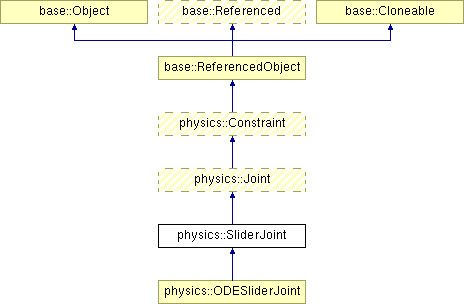 base::Object
base::Referenced
base::Cloneable
base::ReferencedObject
physics::Constraint
physics::Joint
physics::SliderJoint
physics::ODESliderJoint